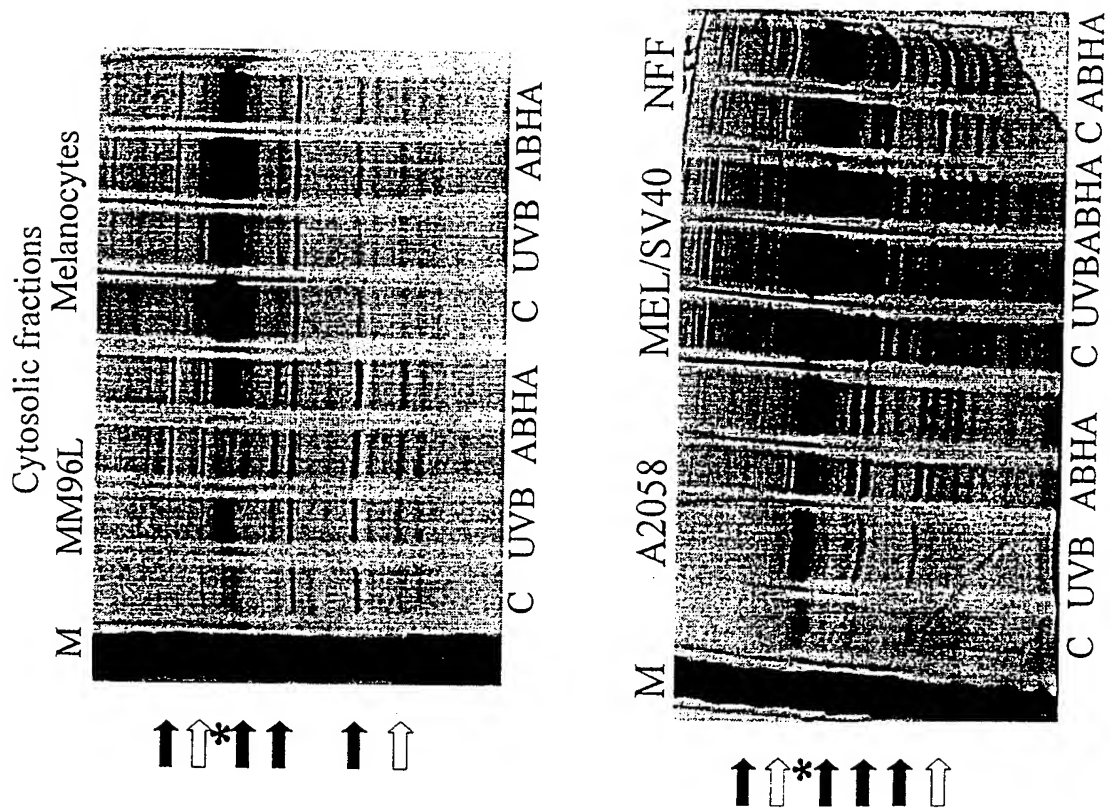 Cytosolic fractions
M MM96L Melanocytes
*
C UVB ABHA C UVB ABHA
M A2058 MEL/SV40 NFF
*
C UVB ABHA C UVBABHA C ABHA